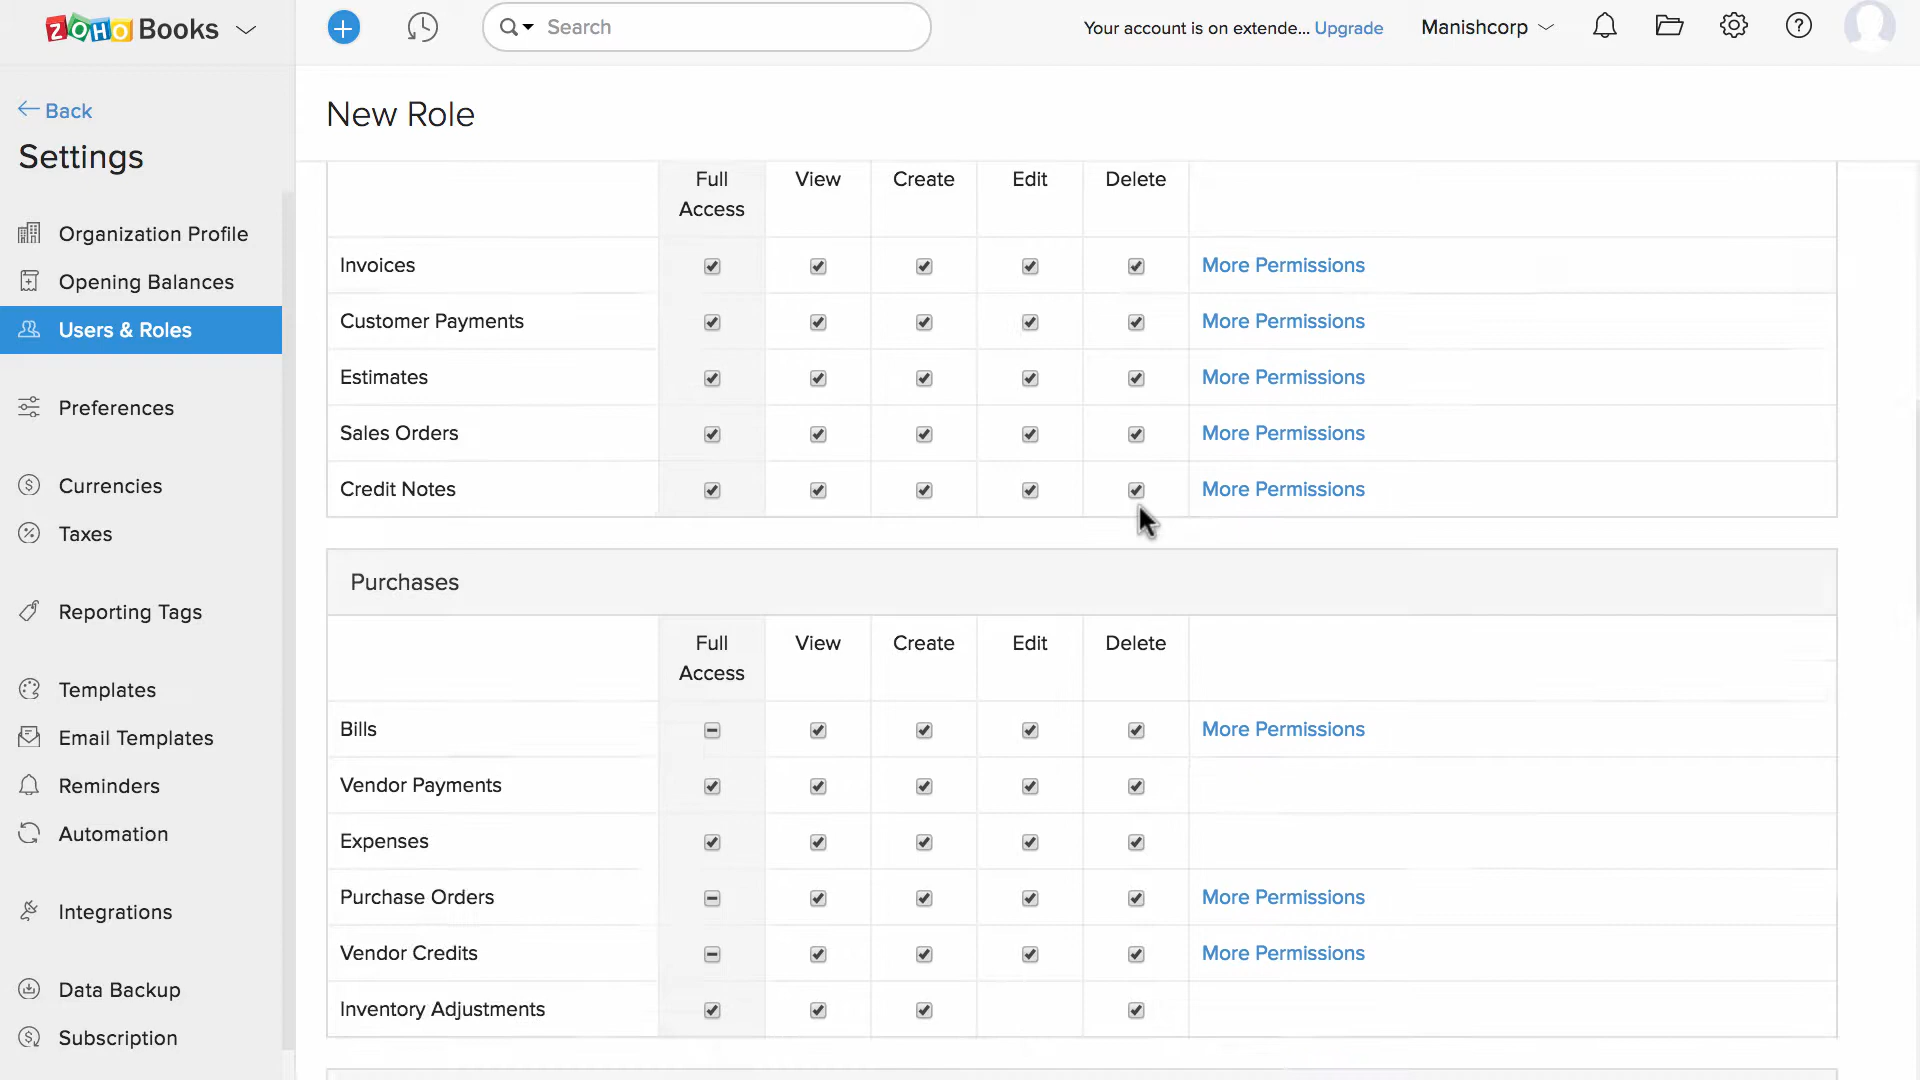 ZOHO Books
Search
Your account is on extende... Upgrade
Manishcorp
Back
Settings
Organization Profile
Opening Balances
Users & Roles
Preferences
Currencies
Taxes
Reporting Tags
Templates
Email Templates
Reminders
Automation
Integrations
Data Backup
Subscription
New Role
Full Access View Create Edit Delete
Invoices More Permissions
Customer Payments More Permissions
Estimates More Permissions
Sales Orders More Permissions
Credit Notes More Permissions
Purchases
Full Access View Create Edit Delete
Bills More Permissions
Vendor Payments
Expenses
Purchase Orders More Permissions
Vendor Credits More Permissions
Inventory Adjustments